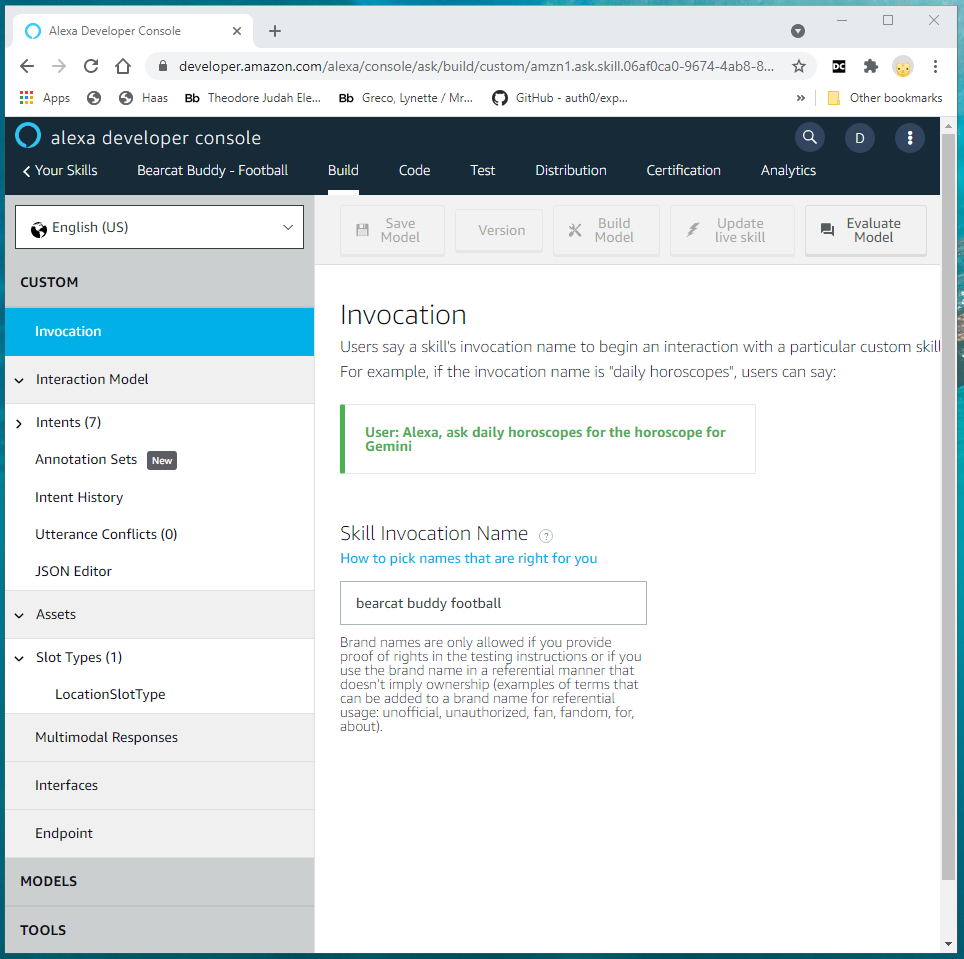 Alexa Developer Console
developer.amazon.com/alexa/console/ask/build/custom/amzn1.ask.skill.06af0ca0-9674-4ab8-8...
DC
Apps
Haas
Bb Theodore Judah Ele...
Bb Greco, Lynette / Mr...
GitHub - auth0/exp...
»
Other bookmarks
alexa developer console
D
Your Skills
Bearcat Buddy - Football
Build
Code
Test
Distribution
Certification
Analytics
English (US)
Save
Model
Version
Build
Model
Update
live skill
Evaluate
Model
CUSTOM
Invocation
Interaction Model
Intents (7)
Annotation Sets New
Intent History
Utterance Conflicts (0)
JSON Editor
Assets
Slot Types (1)
LocationSlotType
Multimodal Responses
Interfaces
Endpoint
MODELS
TOOLS
Invocation
Users say a skill's invocation name to begin an interaction with a particular custom skill
For example, if the invocation name is "daily horoscopes", users can say:
User: Alexa, ask daily horoscopes for the horoscope for
Gemini
Skill Invocation Name ?
How to pick names that are right for you
bearcat buddy football
Brand names are only allowed if you provide
proof of rights in the testing instructions or if you
use the brand name in a referential manner that
doesn't imply ownership (examples of terms that
can be added to a brand name for referential
usage: unofficial, unauthorized, fan, fandom, for,
about).